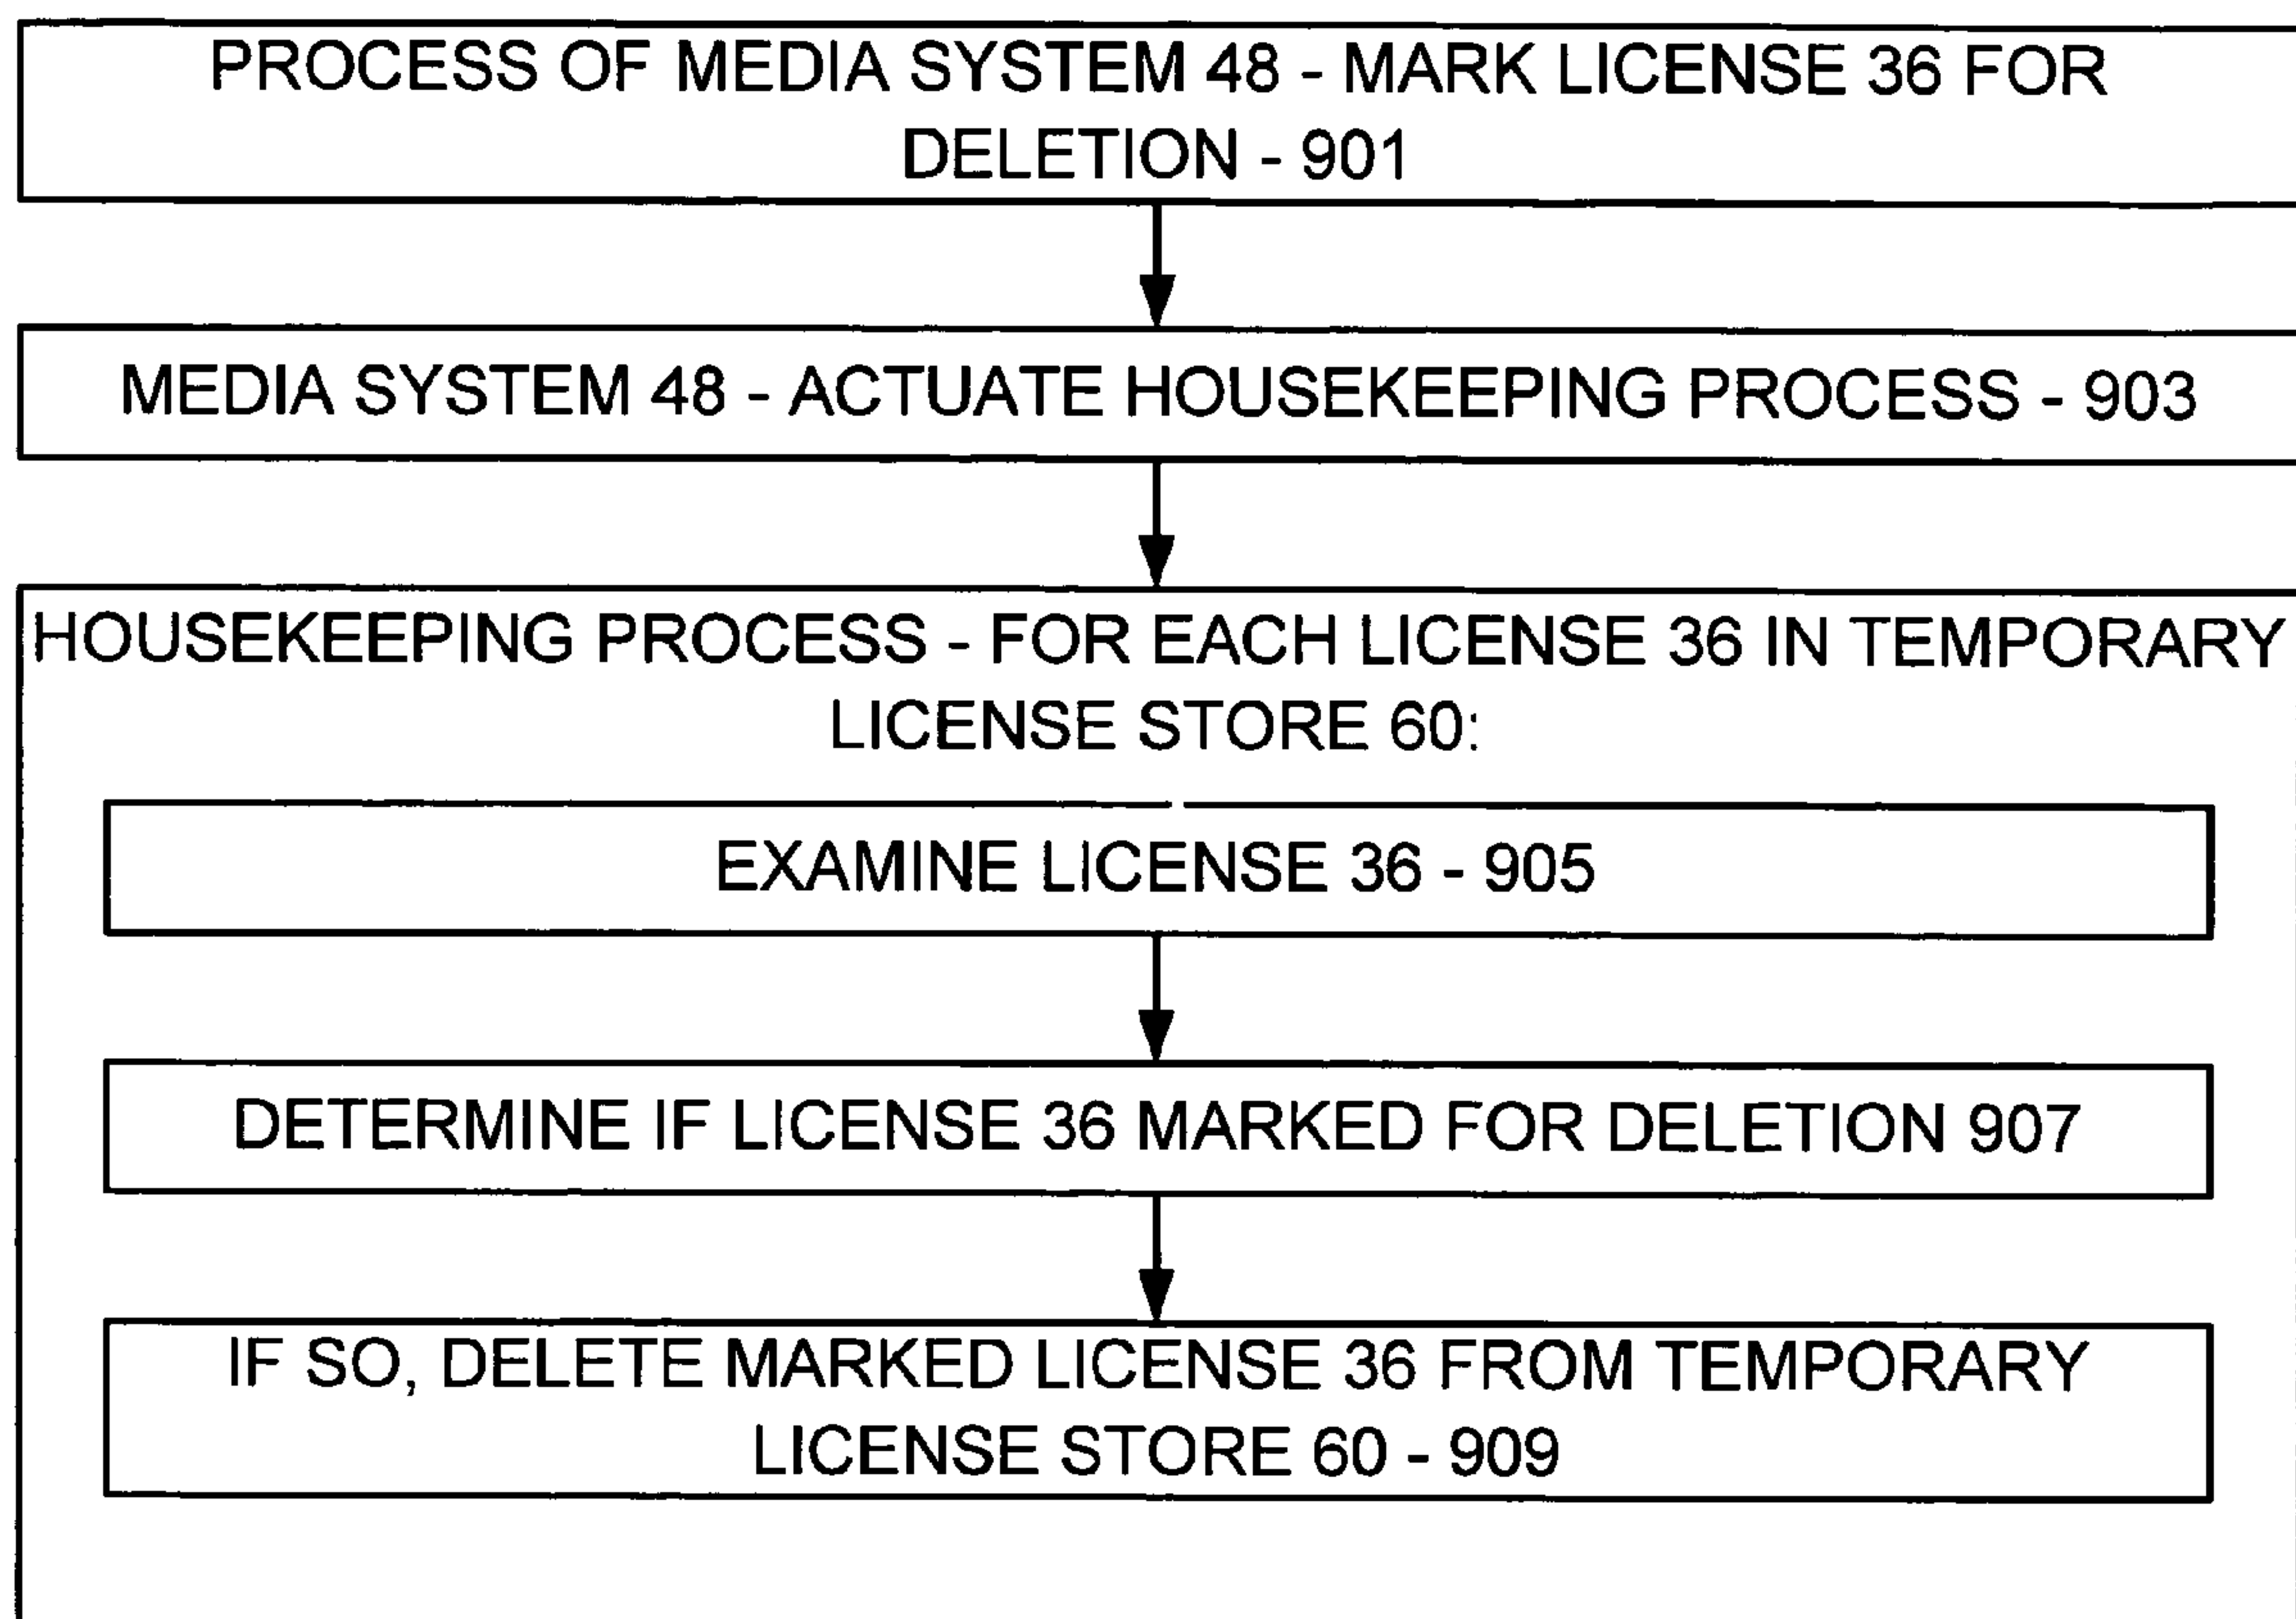 PROCESS OF MEDIA SYSTEM 48 - MARK LICENSE 36 FOR
DELETION - 901
MEDIA SYSTEM 48 - ACTUATE HOUSEKEEPING PROCESS - 903
HOUSEKEEPING PROCESS - FOR EACH LICENSE 36 IN TEMPORARY
LICENSE STORE 60:
EXAMINE LICENSE 36 - 905
DETERMINE IF LICENSE 36 MARKED FOR DELETION 907
IF SO, DELETE MARKED LICENSE 36 FROM TEMPORARY
LICENSE STORE 60 - 909